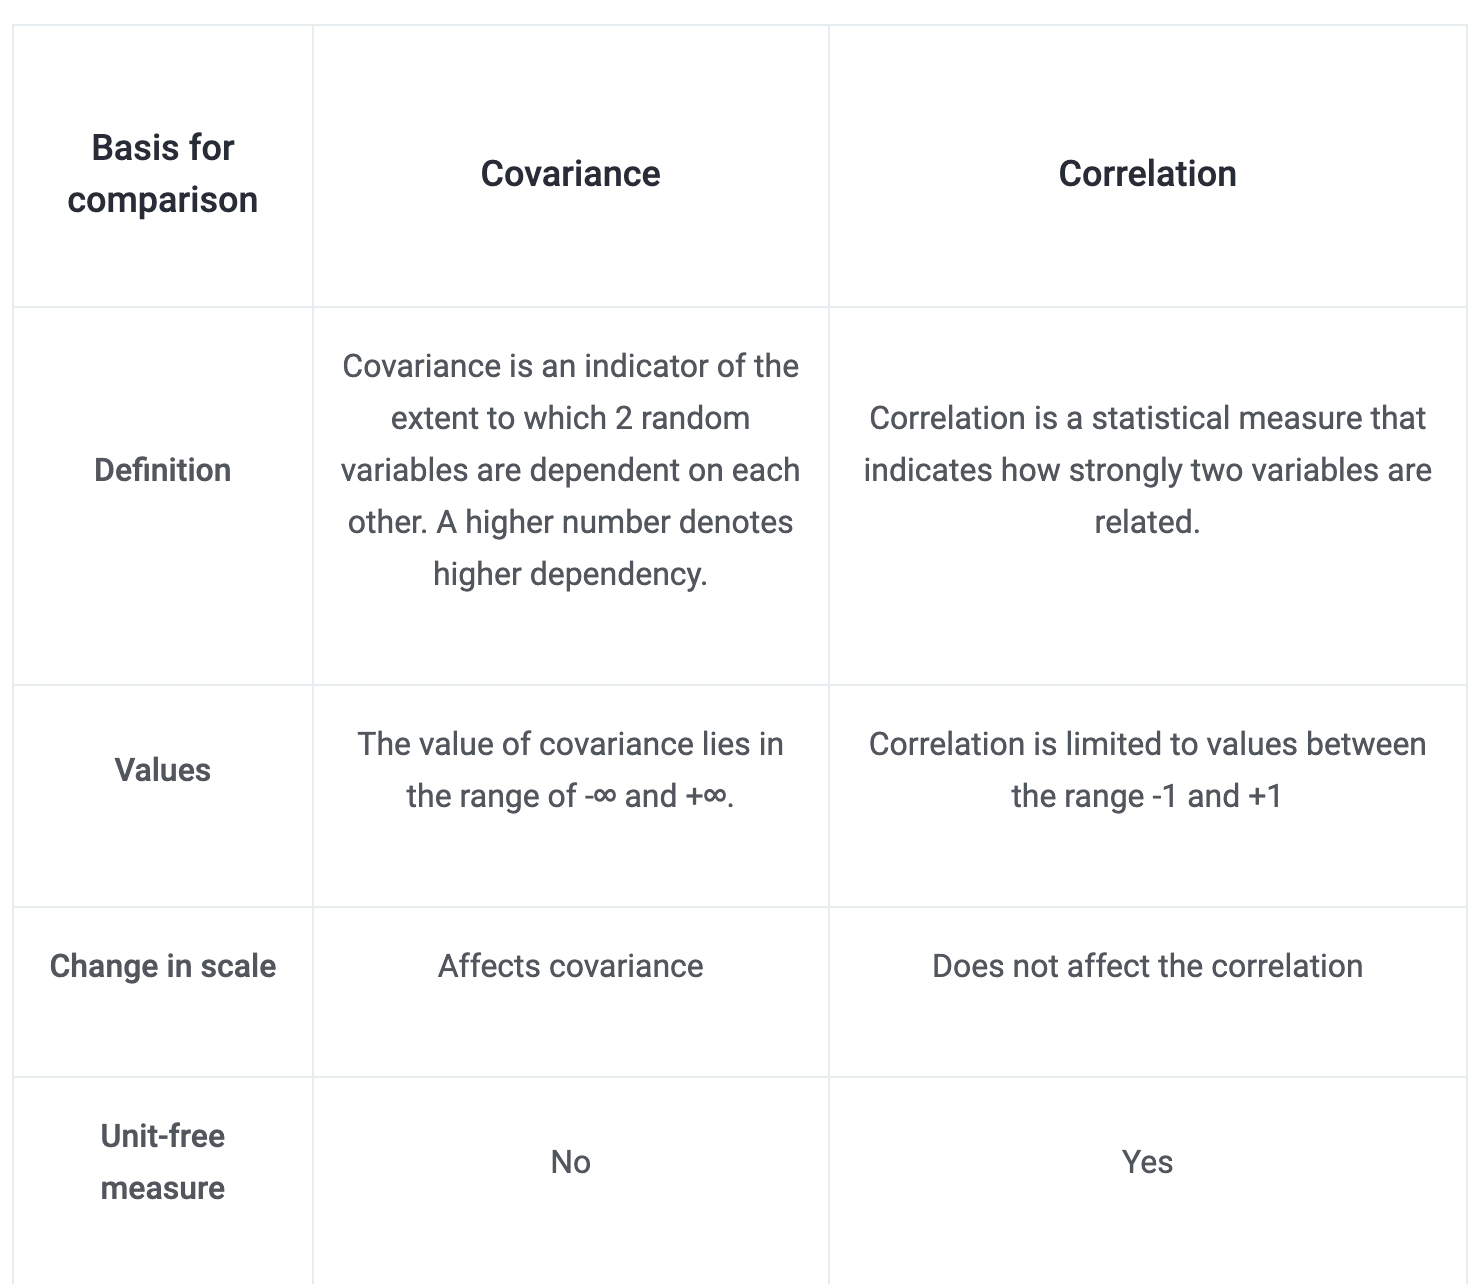 Basis for
comparison
Covariance
Correlation
Definition
Covariance is an indicator of the
extent to which 2 random
variables are dependent on each
other. A higher number denotes
higher dependency.
Correlation is a statistical measure that
indicates how strongly two variables are
related.
Values
The value of covariance lies in
the range of -∞ and +∞.
Correlation is limited to values between
the range -1 and +1
Change in scale
Affects covariance
Does not affect the correlation
Unit-free
measure
No
Yes